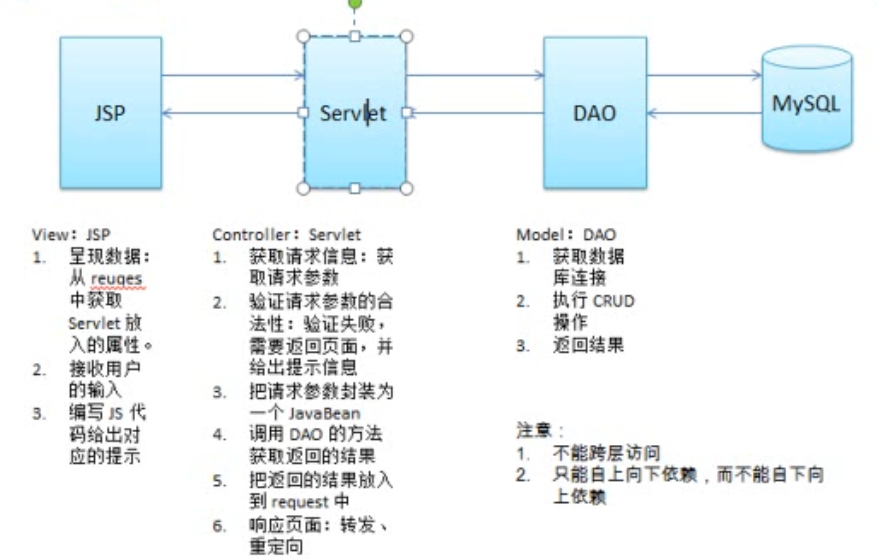 JSP
Servlet
DAO
MySQL
View：JSP
1. 呈现数据：
从 reuqes
中获取
Servlet 放
入的属性。
2. 接收用户
的输入
3. 编写 JS 代
码给出对
应的提示
Controller：Servlet
1. 获取请求信息：获
取请求参数
2. 验证请求参数的合
法性：验证失败，
需要返回页面，并
给出提示信息
3. 把请求参数封装为
一个 JavaBean
4. 调用 DAO 的方法
获取返回的结果
5. 把返回的结果放入
到 request 中
6. 响应页面：转发、
重定向
Model：DAO
1. 获取数据
库连接
2. 执行 CRUD
操作
3. 返回结果
注意：
1. 不能跨层访问
2. 只能自上向下依赖，而不能自下向
上依赖